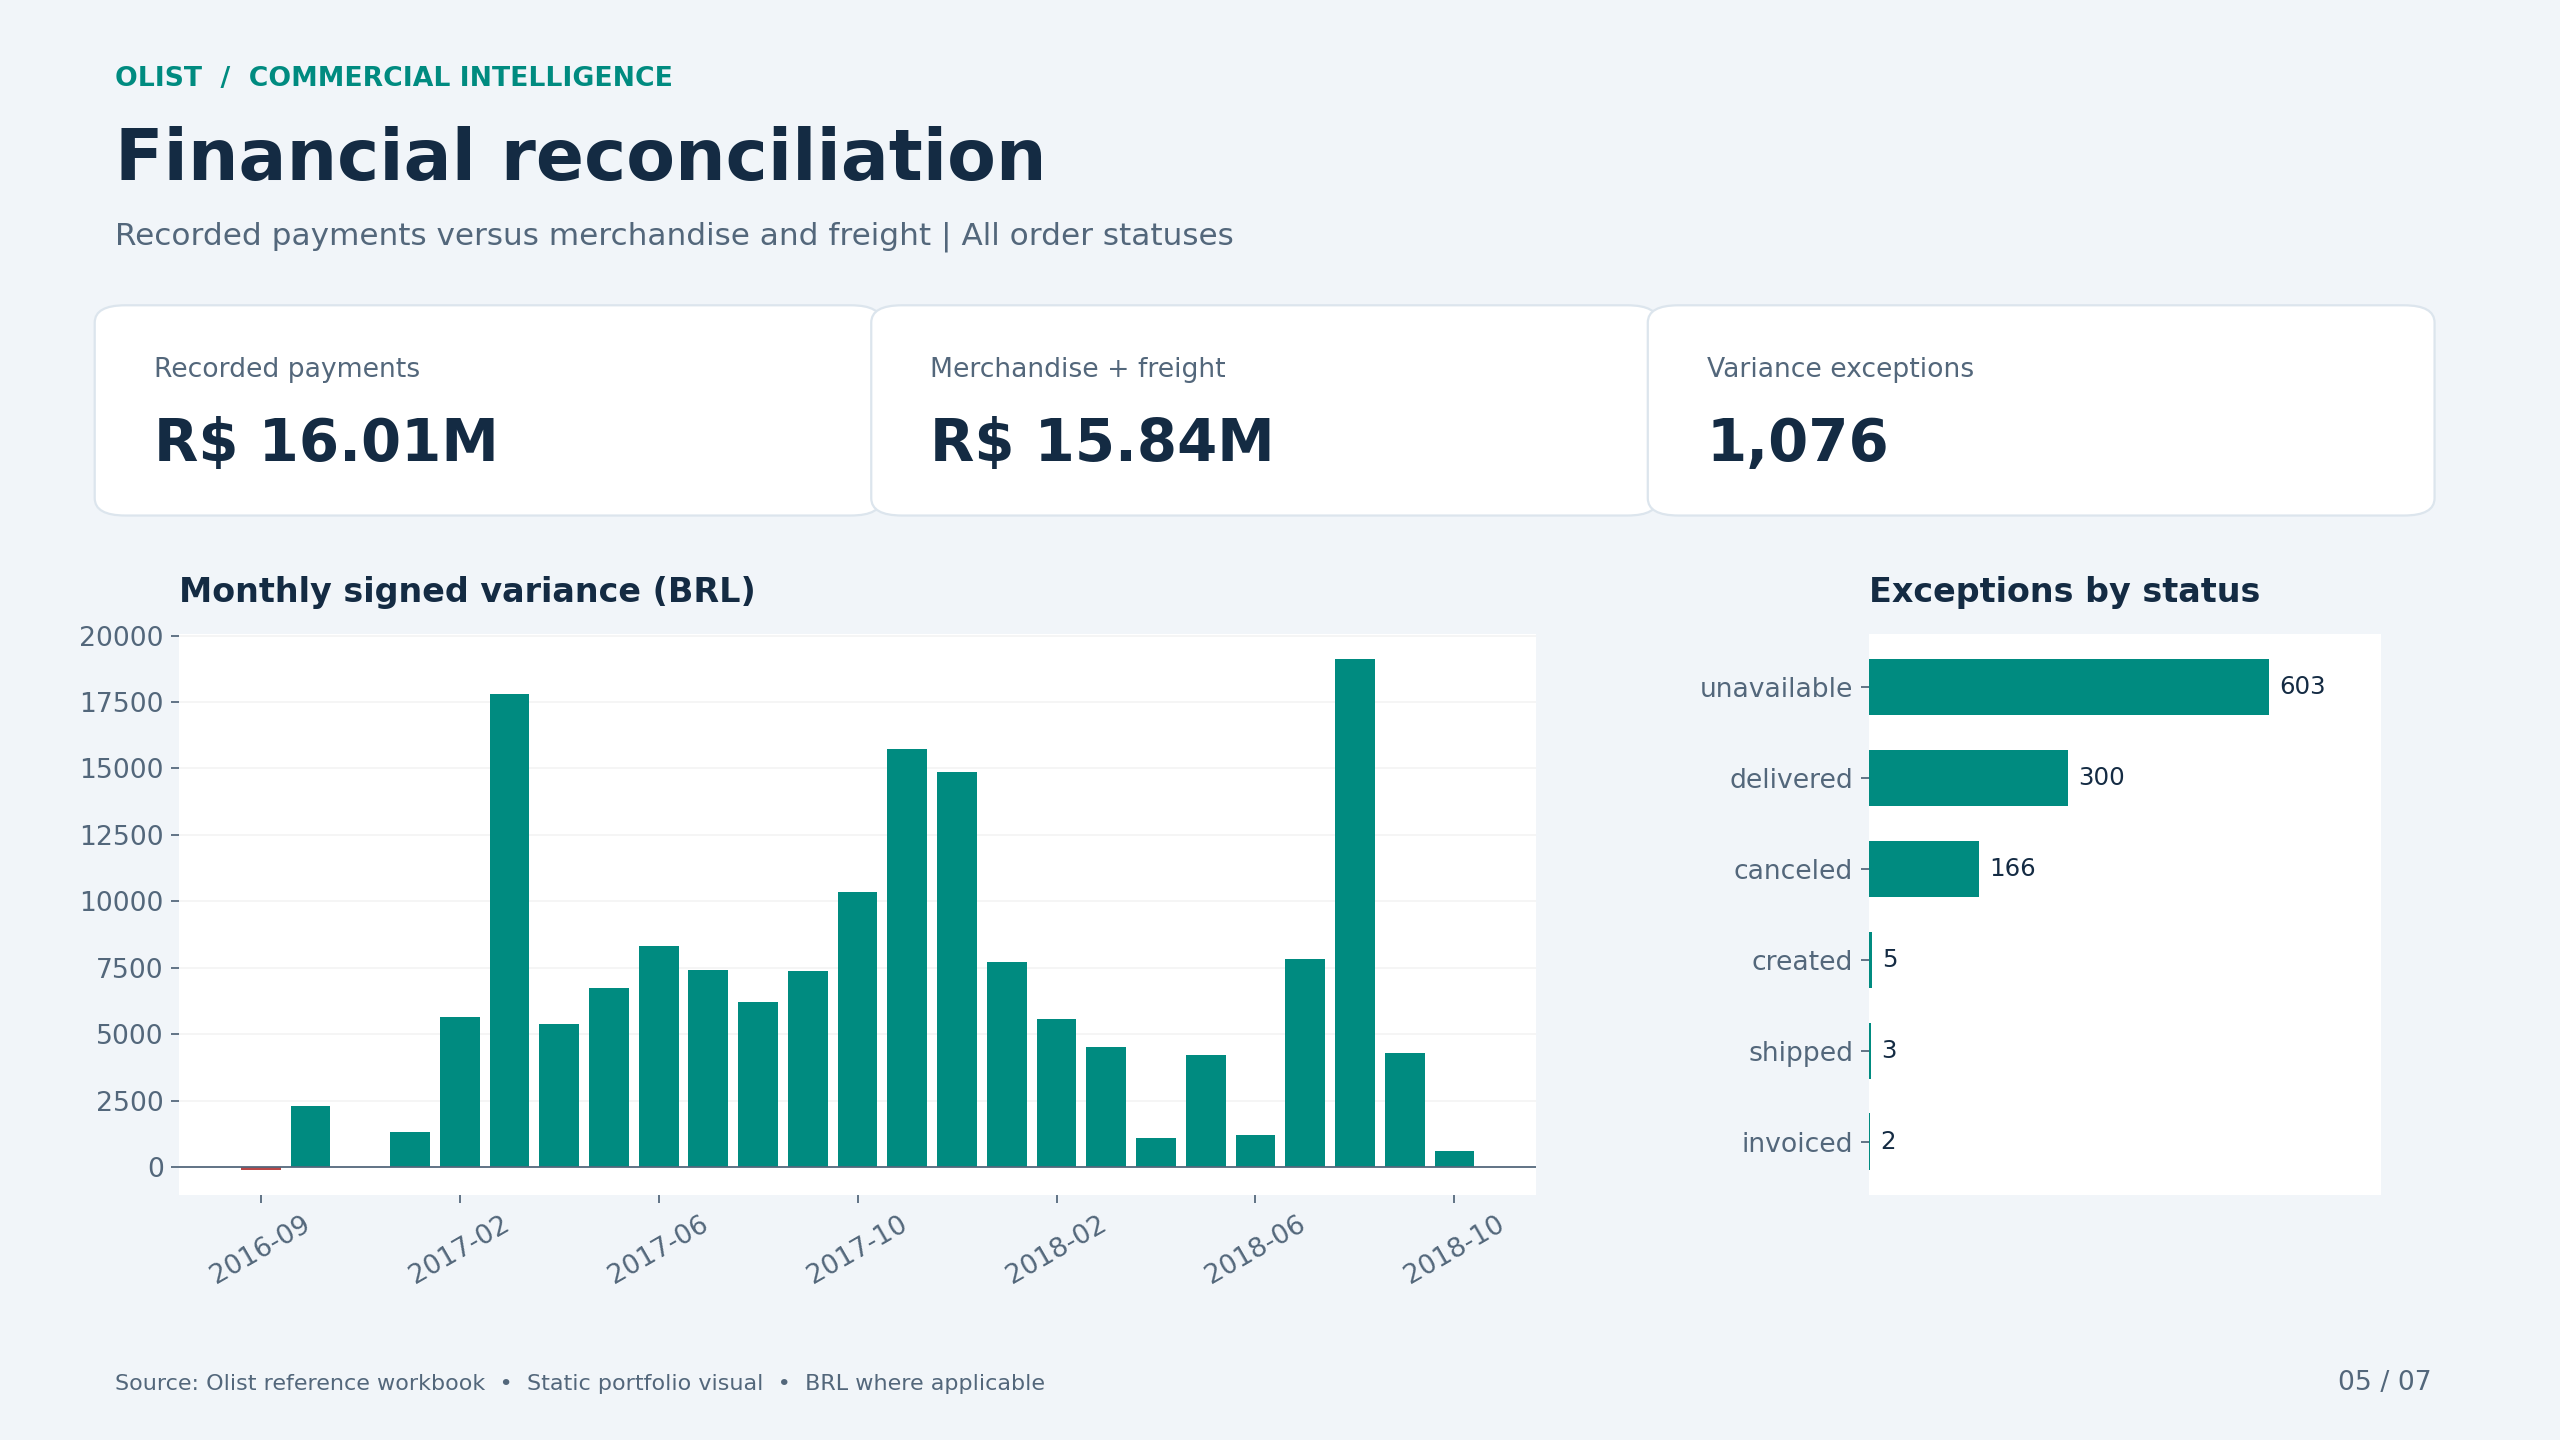 OLIST / COMMERCIAL INTELLIGENCE
Financial reconciliation
Recorded payments versus merchandise and freight | All order statuses
Recorded payments
R$ 16.01M
Merchandise + freight
R$ 15.84M
Variance exceptions
1,076
Monthly signed variance (BRL)
20000
17500
15000
12500
10000
7500
5000
2500
0
2016-09
2017-02
2017-06
2017-10
2018-02
2018-06
2018-10
Exceptions by status
unavailable 603
delivered 300
canceled 166
created 5
shipped 3
invoiced 2
Source: Olist reference workbook • Static portfolio visual • BRL where applicable
05 / 07